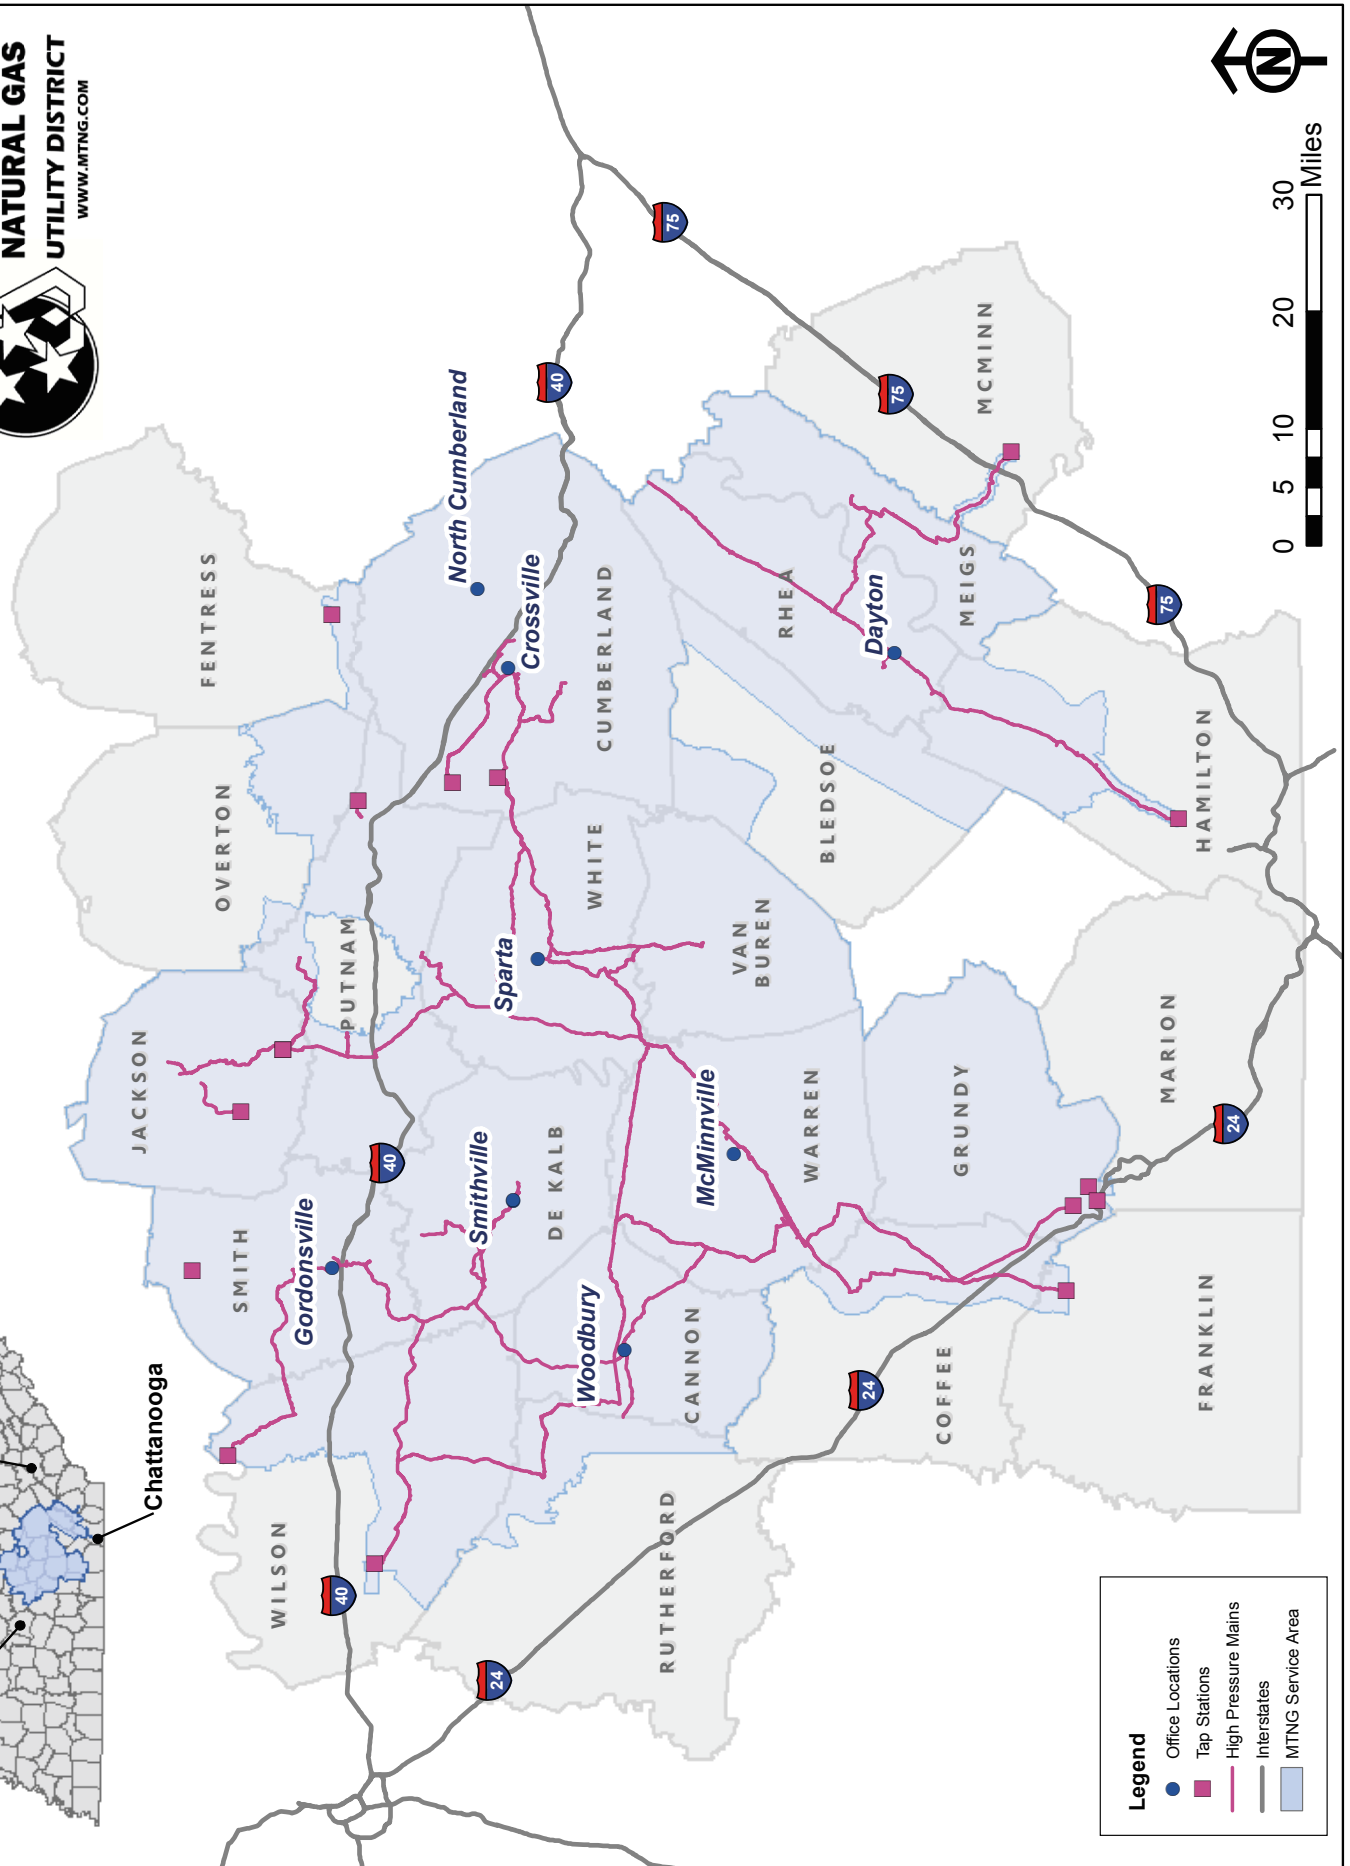 NATURAL GAS
UTILITY DISTRICT
WWW.MTNG.COM
Chattanooga
FENTRESS
OVERTON
JACKSON
PUTNAM
SMITH
WILSON
North Cumberland
Crossville
CUMBERLAND
WHITE
Sparta
VAN
BUREN
Gordonsville
Smithville
DE KALB
McMinnville
WARREN
Woodbury
CANNON
RUTHERFORD
COFFEE
GRUNDY
BLEDSOE
RHEA
Dayton
MEIGS
MCMINN
HAMILTON
MARION
FRANKLIN
40
40
40
75
75
75
24
24
24
N
0
5
10
20
30
Miles
Legend
Office Locations
Tap Stations
High Pressure Mains
Interstates
MTNG Service Area